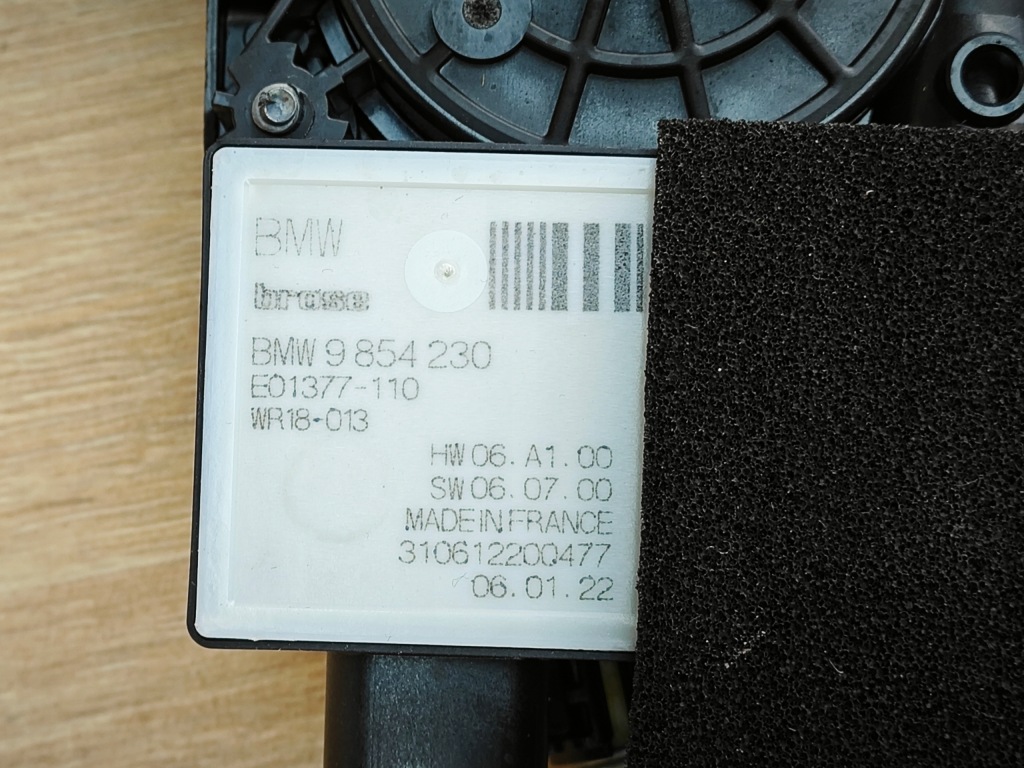 BMW
brose
BMW 9 854 230
E01377-110
WR18-013
HW 06. A1. 00
SW 06. 07. 00
MADE IN FRANCE
310612200477
06. 01. 22